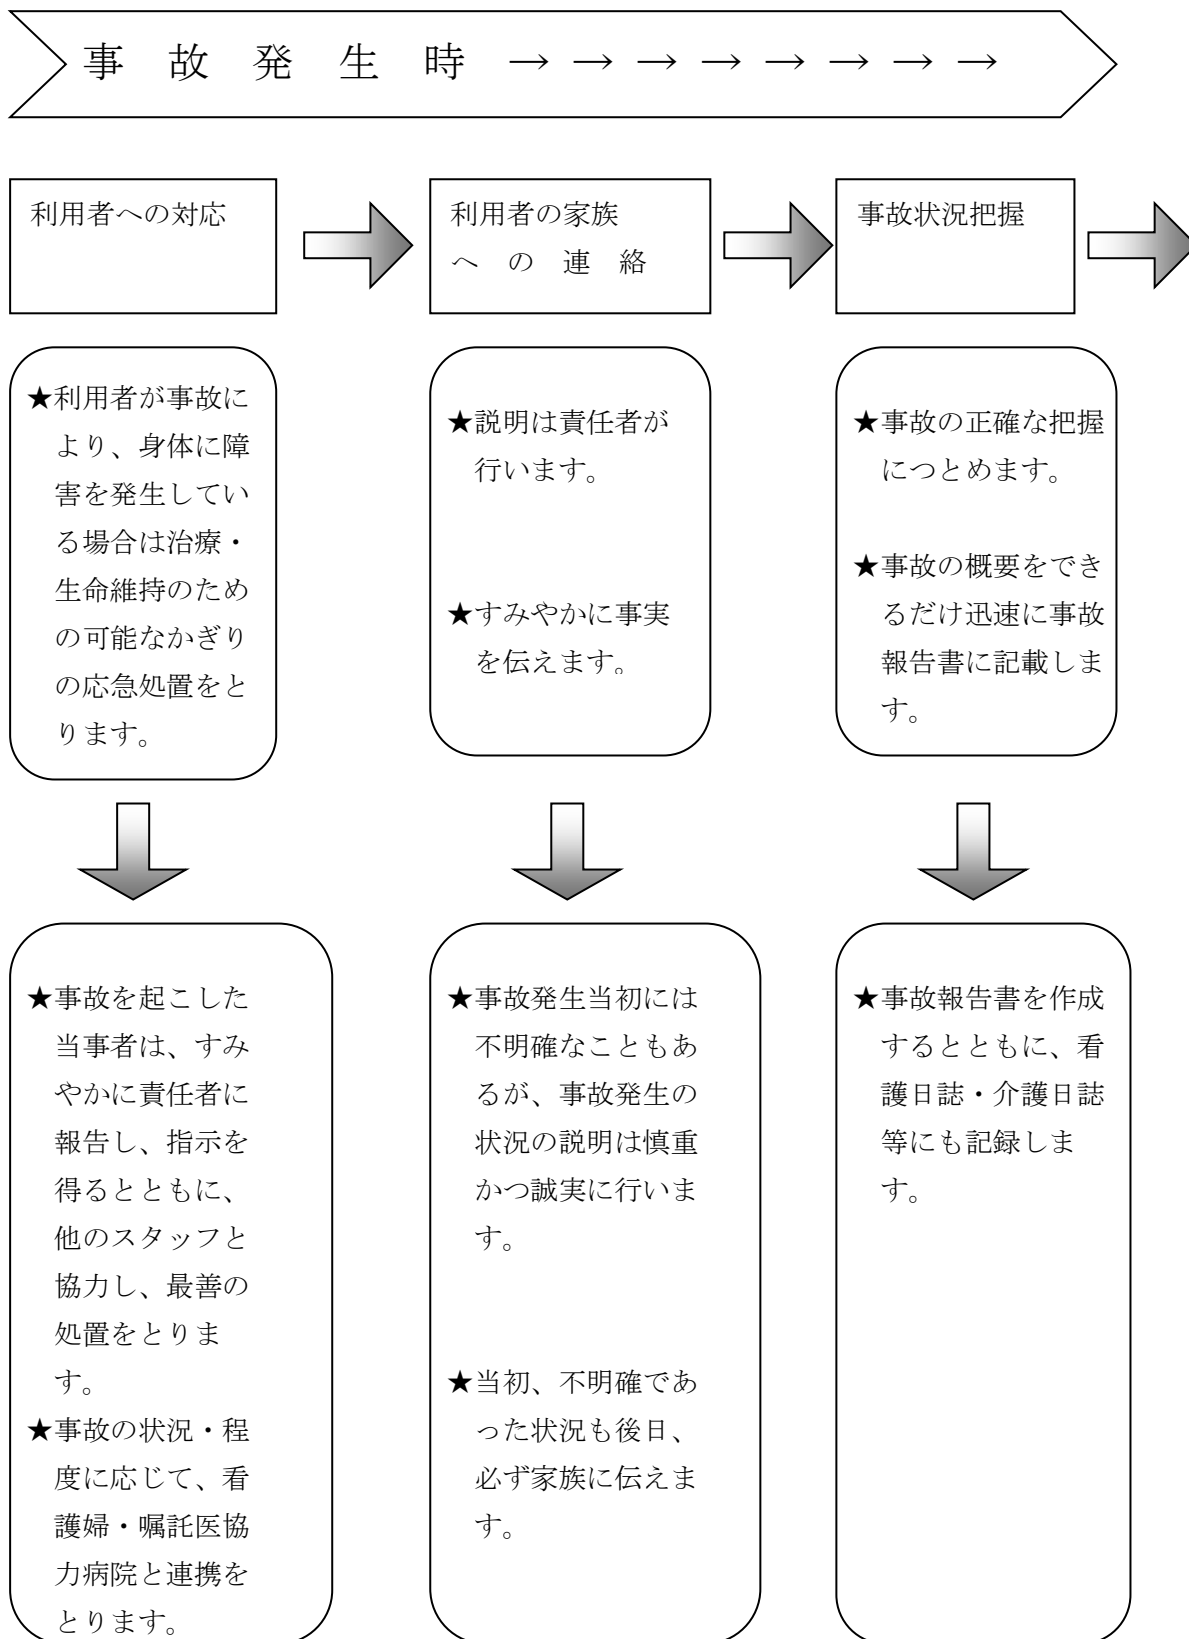 事故発生時→→→→→→→→
利用者への対応
利用者の家族
への連絡
事故状況把握
★利用者が事故に
より、身体に障
害を発生してい
る場合は治療・
生命維持のため
の可能なかぎり
の応急処置をと
ります。
★説明は責任者が
行います。
★すみやかに事実
を伝えます。
★事故の正確な把握
につとめます。
★事故の概要をでき
るだけ迅速に事故
報告書に記載しま
す。
★事故を起こした
当事者は、すみ
やかに責任者に
報告し、指示を
得るとともに、
他のスタッフと
協力し、最善の
処置をとりま
す。
★事故の状況・程
度に応じて、看
護婦・嘱託医協
力病院と連携を
とります。
★事故発生当初には
不明確なこともあ
るが、事故発生の
状況の説明は慎重
かつ誠実に行いま
す。
★当初、不明確であ
った状況も後日、
必ず家族に伝えま
す。
★事故報告書を作成
するとともに、看
護日誌・介護日誌
等にも記録しま
す。